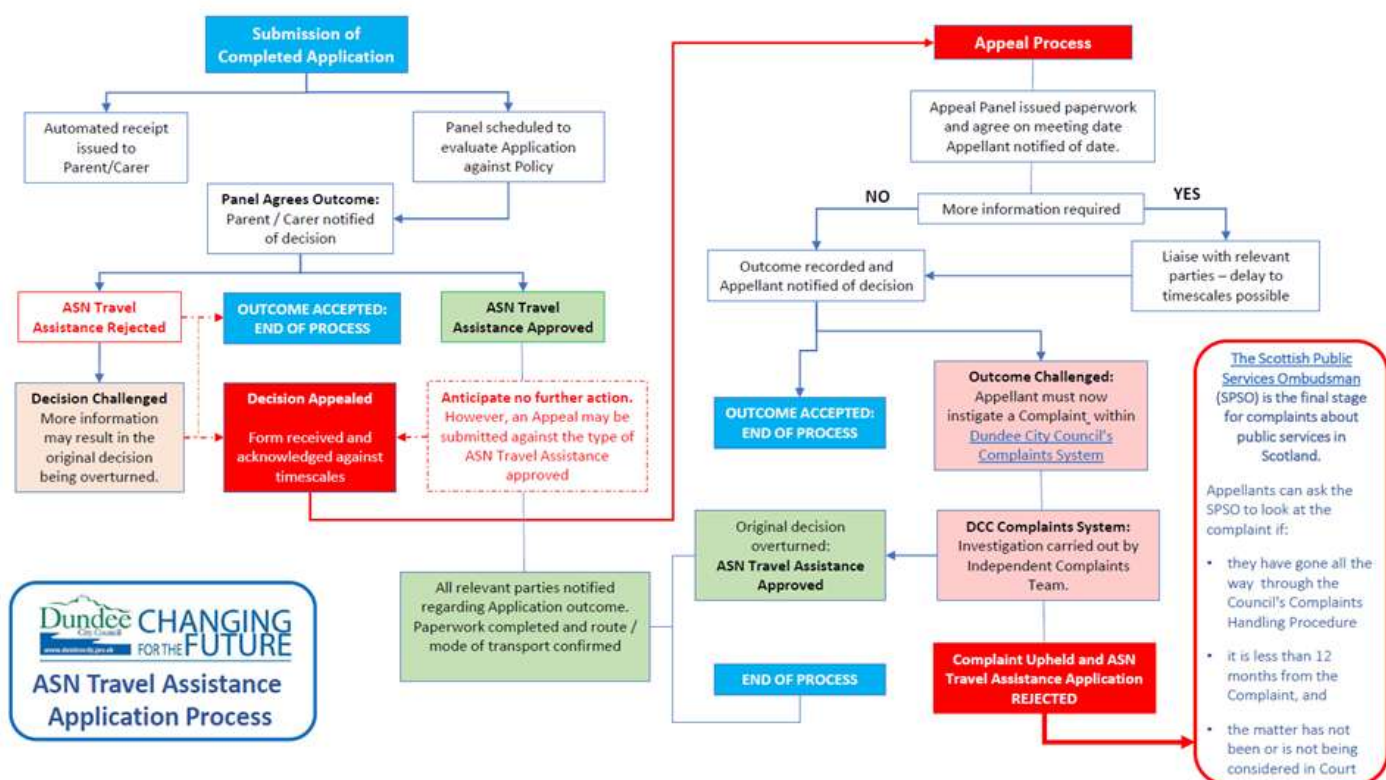 Submission of
Completed Application
Automated receipt
issued to
Parent/Carer
Panel scheduled to
evaluate Application
against Policy
Panel Agrees Outcome:
Parent / Carer notified
of decision
ASN Travel
Assistance Rejected
OUTCOME ACCEPTED:
END OF PROCESS
ASN Travel
Assistance Approved
Decision Challenged
More information
may result in the
original decision
being overturned.
Decision Appealed
Form received and
acknowledged against
timescales
Anticipate no further action.
However, an Appeal may be
submitted against the type of
ASN Travel Assistance
approved
All relevant parties notified
regarding Application outcome.
Paperwork completed and route /
mode of transport confirmed
Dundee
City Council
CHANGING
FOR THE FUTURE
ASN Travel Assistance
Application Process
Appeal Process
Appeal Panel issued paperwork
and agree on meeting date
Appellant notified of date.
NO
More information required
YES
Outcome recorded and
Appellant notified of decision
Liaise with relevant
parties – delay to
timescales possible
OUTCOME ACCEPTED:
END OF PROCESS
Outcome Challenged:
Appellant must now
instigate a Complaint, within
Dundee City Council's
Complaints System
Original decision
overturned:
ASN Travel Assistance
Approved
DCC Complaints System:
Investigation carried out by
Independent Complaints
Team.
END OF PROCESS
Complaint Upheld and ASN
Travel Assistance Application
REJECTED
The Scottish Public
Services Ombudsman
(SPSO) is the final stage
for complaints about
public services in
Scotland.
Appellants can ask the
SPSO to look at the
complaint if:
• they have gone all the
way through the
Council's Complaints
Handling Procedure
• it is less than 12
months from the
Complaint, and
• the matter has not
been or is not being
considered in Court